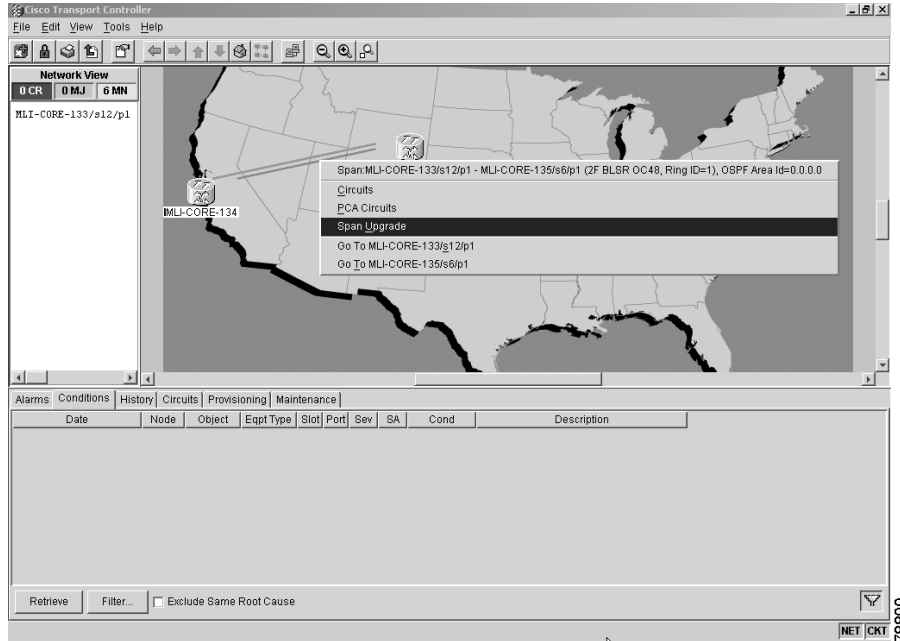 Cisco Transport Controller
File Edit View Tools Help
Network View
0 CR 0 MJ 6 MN
MLI-CORE-133/s12/p1
MLI-CORE-134
Span:MLI-CORE-133/s12/p1 - MLI-CORE-135/s6/p1 (2F BLSR OC48, Ring ID=1), OSPF Area Id=0.0.0.0
Circuits
PCA Circuits
Span Upgrade
Go To MLI-CORE-133/s12/p1
Go To MLI-CORE-135/s6/p1
Alarms Conditions History Circuits Provisioning Maintenance
Date Node Object Eqpt Type Slot Port Sev SA Cond Description
Retrieve Filter... Exclude Same Root Cause
NET CKT